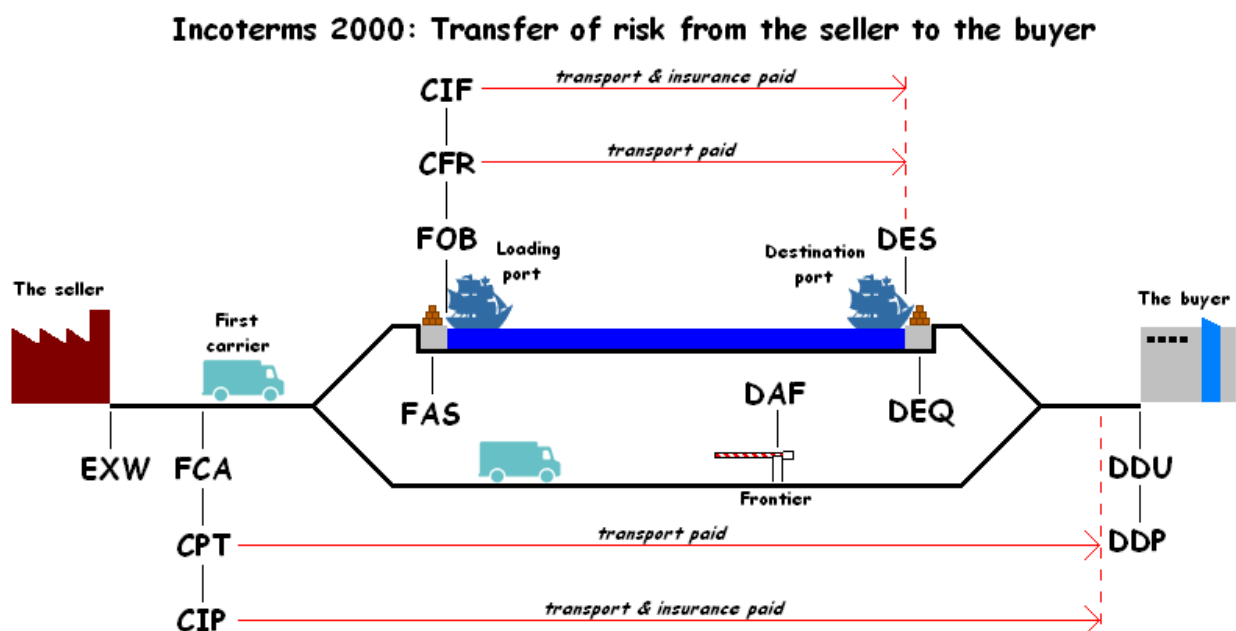 Incoterms 2000: Transfer of risk from the seller to the buyer
transport & insurance paid
CIF
transport paid
CFR
FOB
Loading
port
Destination
port
DES
The seller
First
carrier
The buyer
FAS
DAF
DEQ
EXW
FCA
Frontier
DDU
CPT
transport paid
DDP
CIP
transport & insurance paid